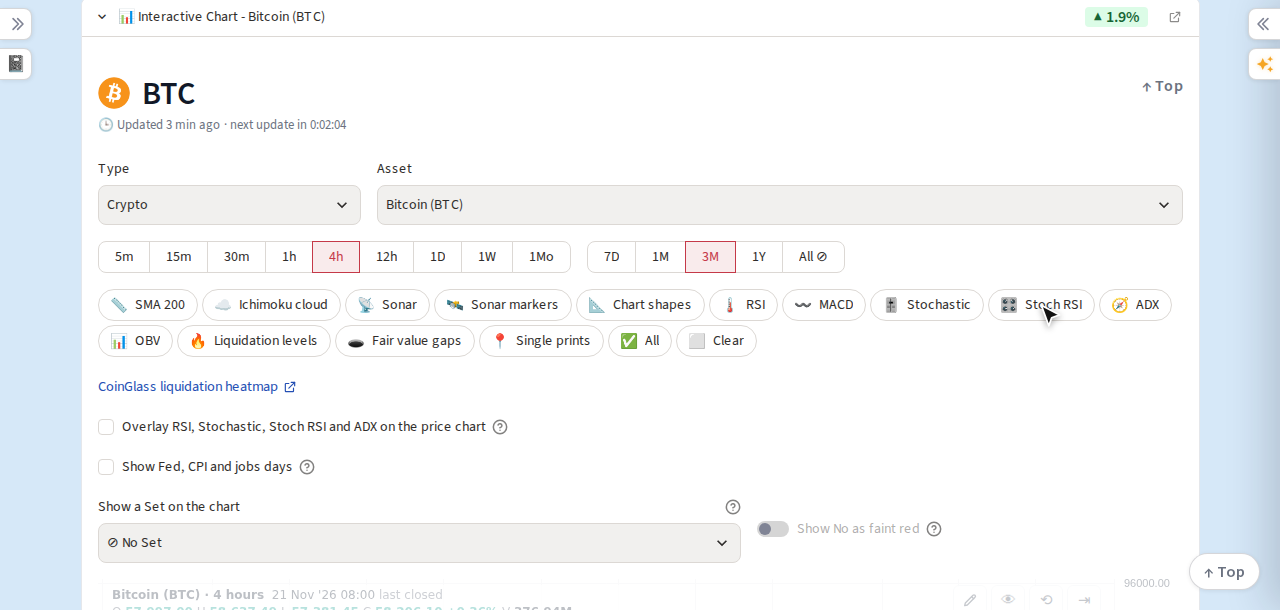 Interactive Chart - Bitcoin (BTC)
▲ 1.9%
BTC
↑ Top
Updated 3 min ago · next update in 0:02:04
Type
Asset
Crypto
Bitcoin (BTC)
5m 15m 30m 1h 4h 12h 1D 1W 1Mo 7D 1M 3M 1Y All ⊘
SMA 200 Ichimoku cloud Sonar Sonar markers Chart shapes RSI MACD Stochastic Stoch RSI ADX
OBV Liquidation levels Fair value gaps Single prints All Clear
CoinGlass liquidation heatmap
Overlay RSI, Stochastic, Stoch RSI and ADX on the price chart
Show Fed, CPI and jobs days
Show a Set on the chart
Show No as faint red
⊘ No Set
↑ Top
96000.00
Bitcoin (BTC) · 4 hours 21 Nov '26 08:00 last closed